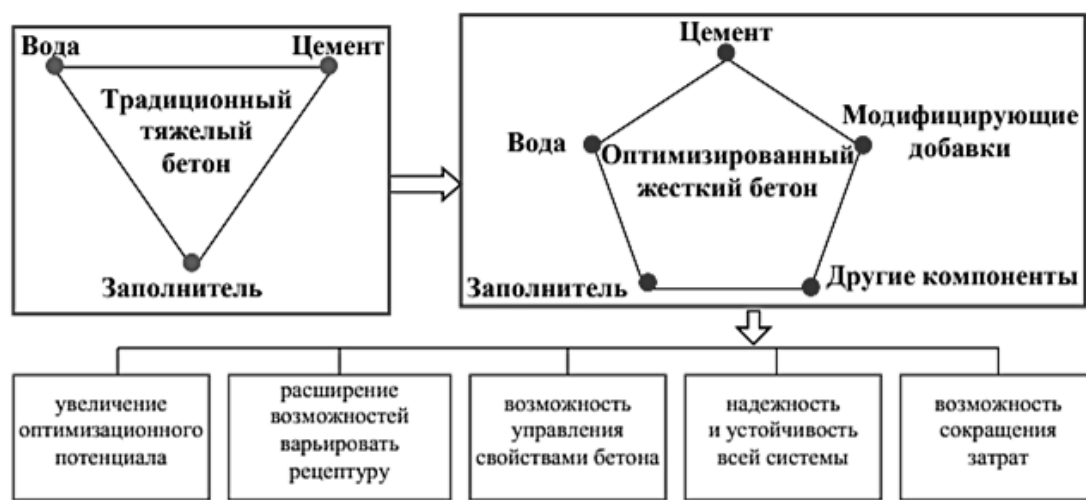 Вода
Цемент
Традиционный
тяжелый
бетон
Заполнитель
Цемент
Вода
Модифицирующие
добавки
Оптимизированный
жесткий бетон
Заполнитель
Другие компоненты
увеличение
оптимизационного
потенциала
расширение
возможностей
варьировать
рецептуру
возможность
управления
свойствами бетона
надежность
и устойчивость
всей системы
возможность
сокращения
затрат